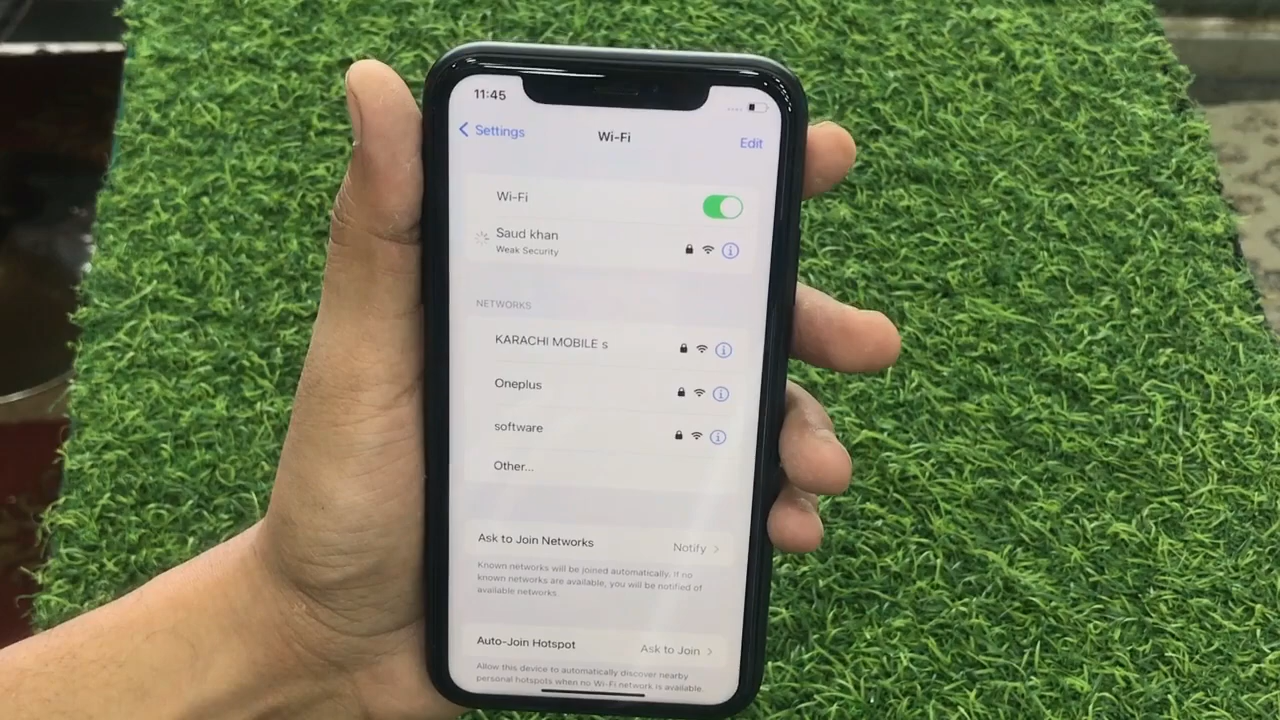 11:45
Settings
Wi-Fi
Edit
Wi-Fi
Saud khan
Weak Security
NETWORKS
KARACHI MOBILE s
Oneplus
software
Other...
Ask to Join Networks
Notify
Known networks will be joined automatically. If no
known networks are available, you will be notified of
available networks.
Auto-Join Hotspot
Ask to Join
Allow this device to automatically discover nearby
personal hotspots when no Wi-Fi network is available.